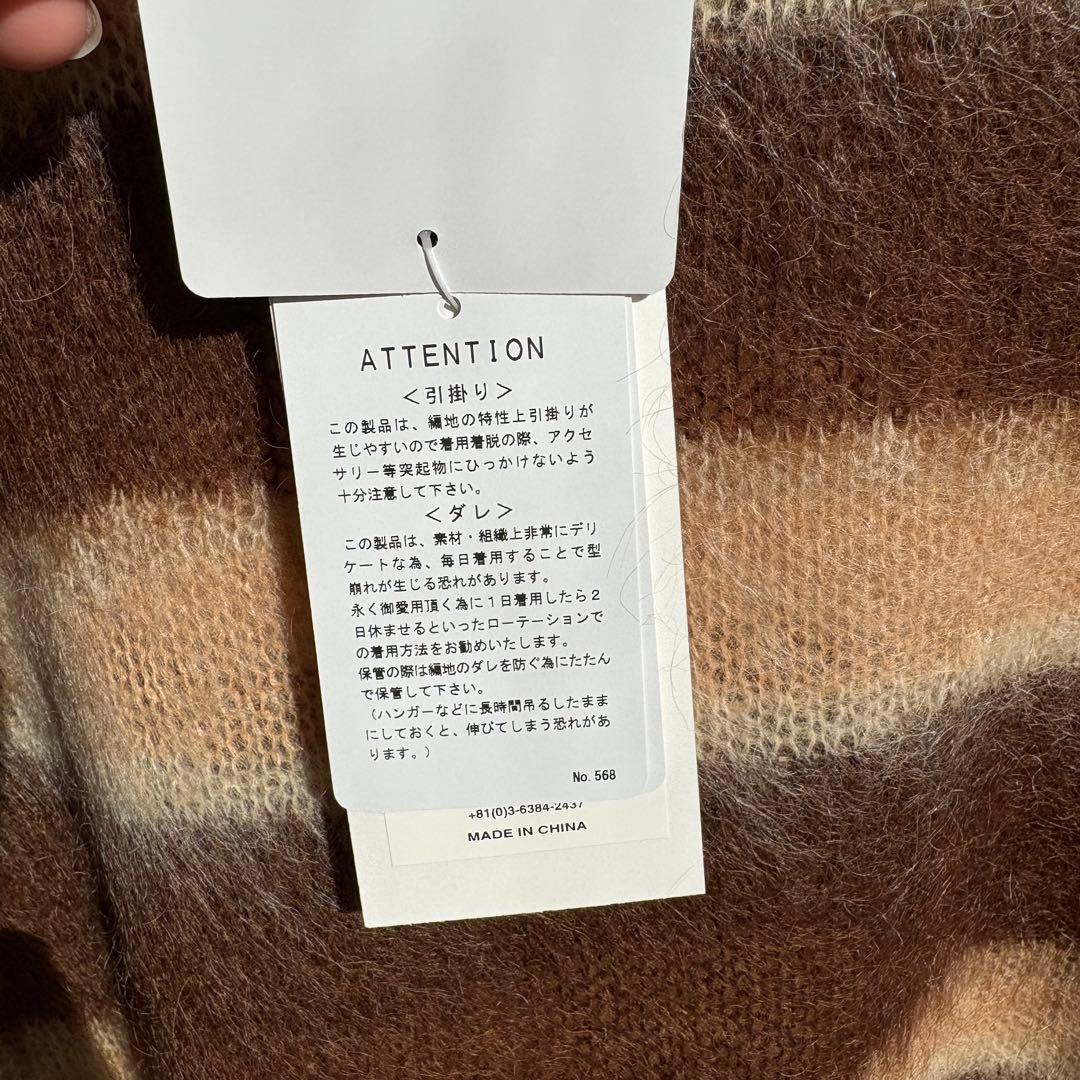 ATTENTION
＜引掛り＞
この製品は、編地の特性上引掛りが
生じやすいので着用着脱の際、アクセ
サリー等突起物にひっかけないよう
十分注意して下さい。
＜ダレ＞
この製品は、素材・組織上非常にデリ
ケートな為、毎日着用することで型
崩れが生じる恐れがあります。
永く御愛用頂く為に１日着用したら２
日休ませるといったローテーションで
の着用方法をお勧めいたします。
保管の際は編地のダレを防ぐ為にたたん
で保管して下さい。
（ハンガーなどに長時間吊るしたまま
にしておくと、伸びてしまう恐れがあ
ります。）
No. 568
+81(0)3-6384-2437
MADE IN CHINA